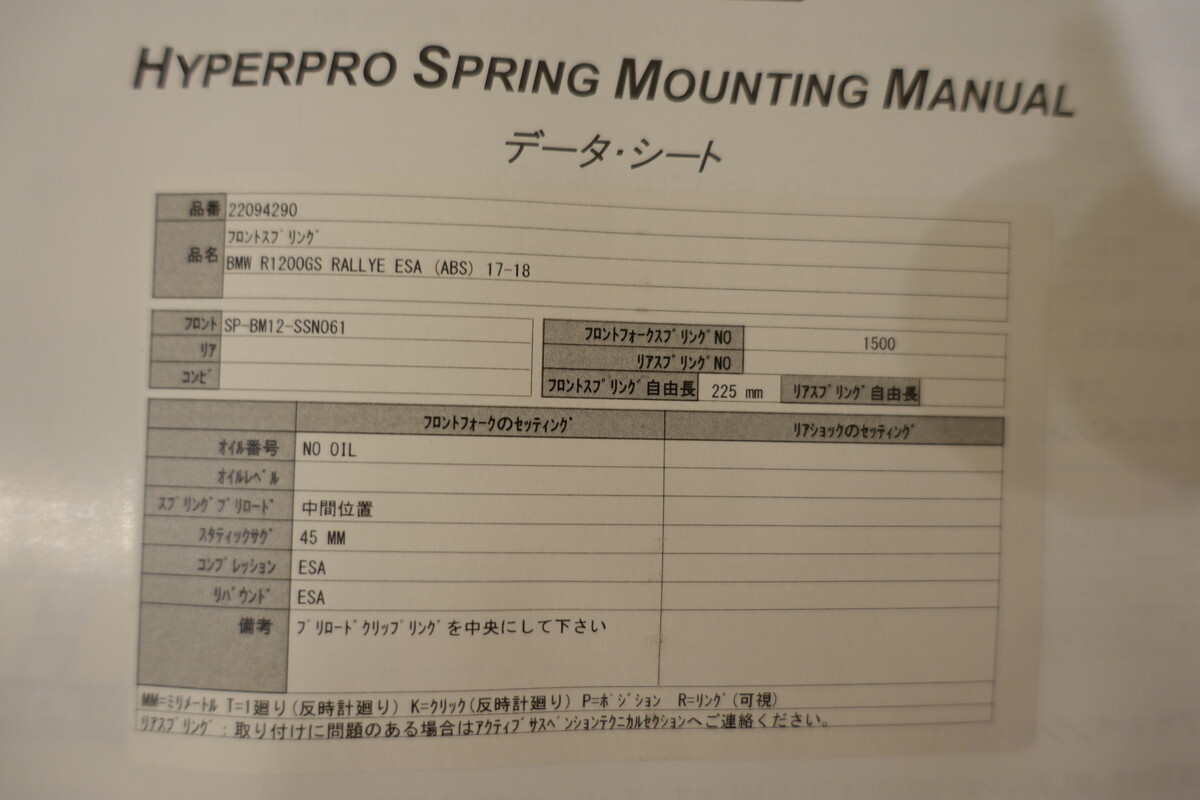 HYPERPRO SPRING MOUNTING MANUAL
データ・シート
品番 22094290
品名 ﾌﾛﾝﾄｽﾌﾟﾘﾝｸﾞ
BMW R1200GS RALLYE ESA (ABS) 17-18
ﾌﾛﾝﾄ SP-BM12-SSN061
ﾘｱ
ｺﾝﾋﾞ
ﾌﾛﾝﾄﾌｫｰｸｽﾌﾟﾘﾝｸﾞNO 1500
ﾘｱｽﾌﾟﾘﾝｸﾞNO
ﾌﾛﾝﾄｽﾌﾟﾘﾝｸﾞ自由長 225 mm ﾘｱｽﾌﾟﾘﾝｸﾞ自由長
ﾌﾛﾝﾄﾌｫｰｸのｾｯﾃｨﾝｸﾞ ﾘｱｼｮｯｸのｾｯﾃｨﾝｸﾞ
ｵｲﾙ番号 NO OIL
ｵｲﾙﾚﾍﾞﾙ
ｽﾌﾟﾘﾝｸﾞﾌﾟﾘﾛｰﾄﾞ 中間位置
ｽﾀﾃｨｯｸｻｸﾞ 45 MM
ｺﾝﾌﾟﾚｯｼｮﾝ ESA
ﾘﾊﾞｳﾝﾄﾞ ESA
備考 ﾌﾟﾘﾛｰﾄﾞｸﾘｯﾌﾟﾘﾝｸﾞを中央にして下さい
MM=ﾐﾘﾒｰﾄﾙ T=1廻り(反時計廻り) K=ｸﾘｯｸ(反時計廻り) P=ﾎﾟｼﾞｼｮﾝ R=ﾘﾝｸﾞ(可視)
ﾘｱｽﾌﾟﾘﾝｸﾞ：取り付けに問題のある場合はｱｸﾃｨﾌﾞｻｽﾍﾟﾝｼｮﾝﾃｸﾆｶﾙｾｸｼｮﾝへご連絡ください。